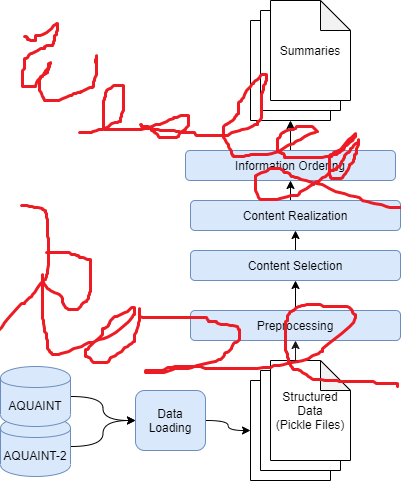 Summaries
Information Ordering
Content Realization
Content Selection
Preprocessing
AQUAINT
AQUAINT-2
Data
Loading
Structured
Data
(Pickle Files)